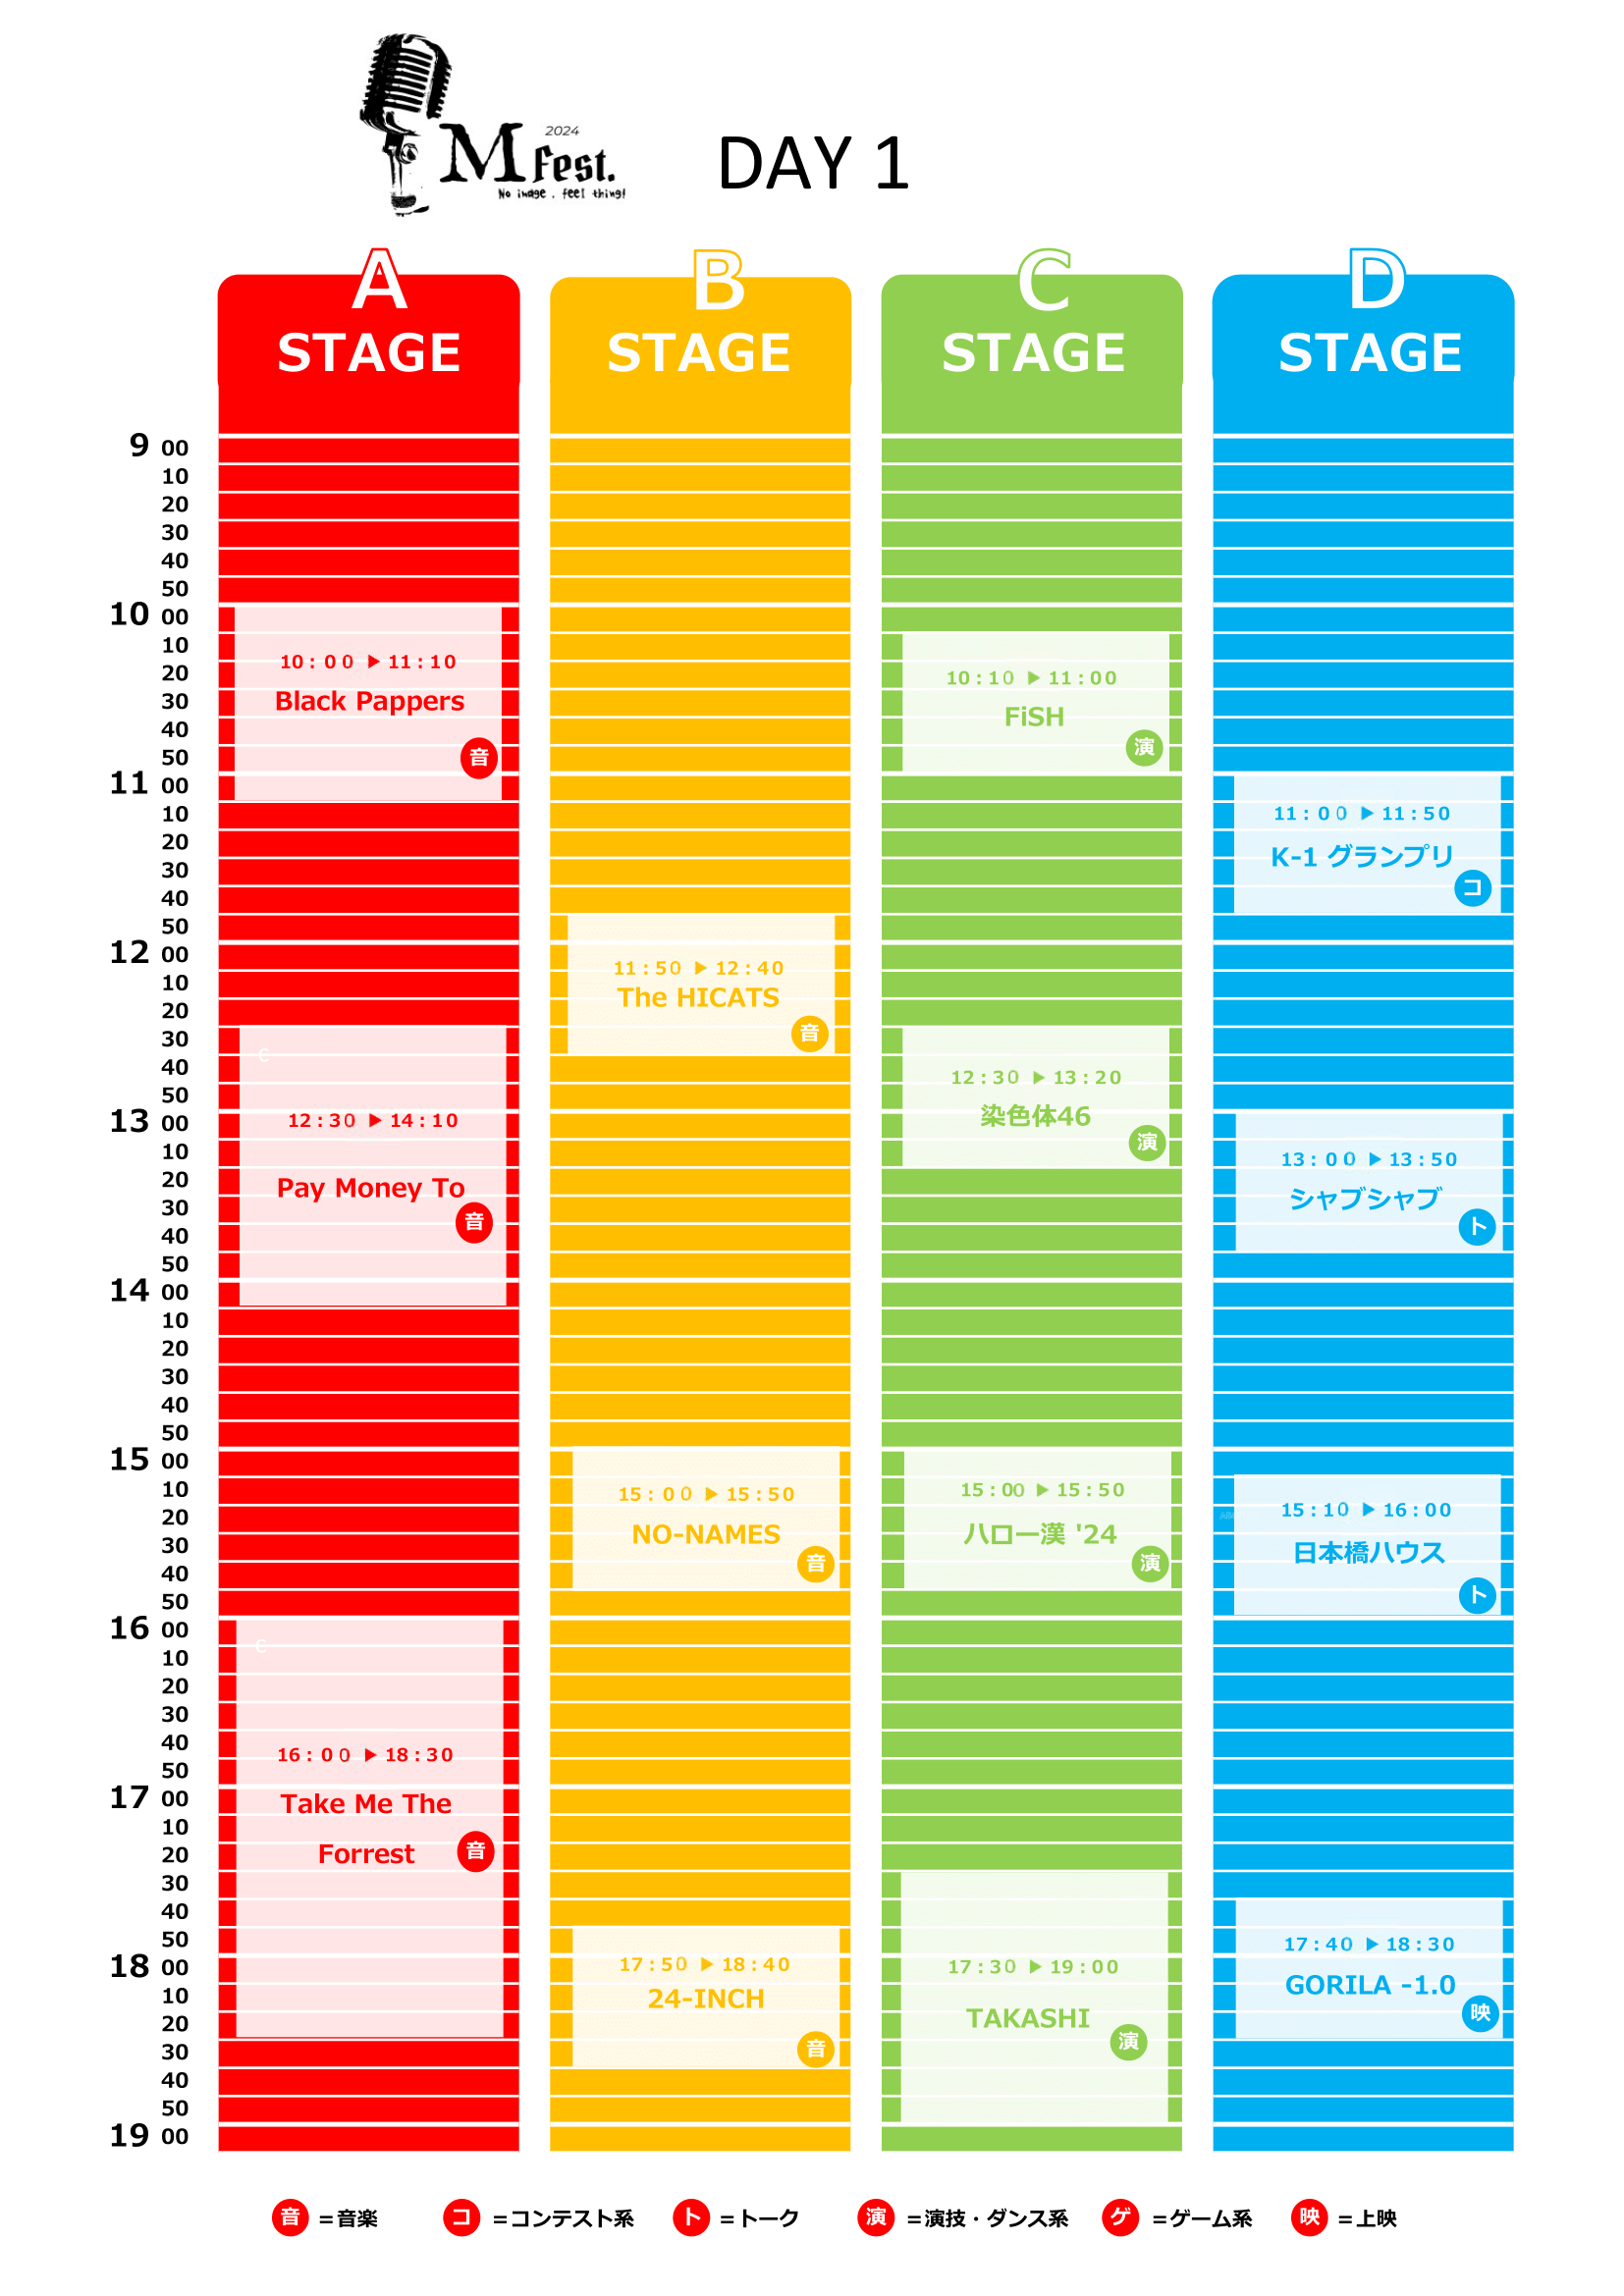 2024
M fest.
No image . feel thing!
DAY 1
A
STAGE
B
STAGE
C
STAGE
D
STAGE
9 00
10
20
30
40
50
10 00
10
20
30
40
50
11 00
10
20
30
40
50
12 00
10
20
30
40
50
13 00
10
20
30
40
50
14 00
10
20
30
40
50
15 00
10
20
30
40
50
16 00
10
20
30
40
50
17 00
10
20
30
40
50
18 00
10
20
30
40
50
19 00
10:00 ▶ 11:10
Black Pappers
音
C
12:30 ▶ 14:10
Pay Money To
音
C
16:00 ▶ 18:30
Take Me The
Forrest
音
11:50 ▶ 12:40
The HICATS
音
15:00 ▶ 15:50
NO-NAMES
音
17:50 ▶ 18:40
24-INCH
音
10:10 ▶ 11:00
FiSH
演
12:30 ▶ 13:20
染色体46
演
15:00 ▶ 15:50
ハロー漢 '24
演
17:30 ▶ 19:00
TAKASHI
演
11:00 ▶ 11:50
K-1 グランプリ
コ
13:00 ▶ 13:50
シャブシャブ
ト
15:10 ▶ 16:00
日本橋ハウス
ト
17:40 ▶ 18:30
GORILA -1.0
映
音 =音楽 コ =コンテスト系 ト =トーク 演 =演技・ダンス系 ゲ =ゲーム系 映 =上映